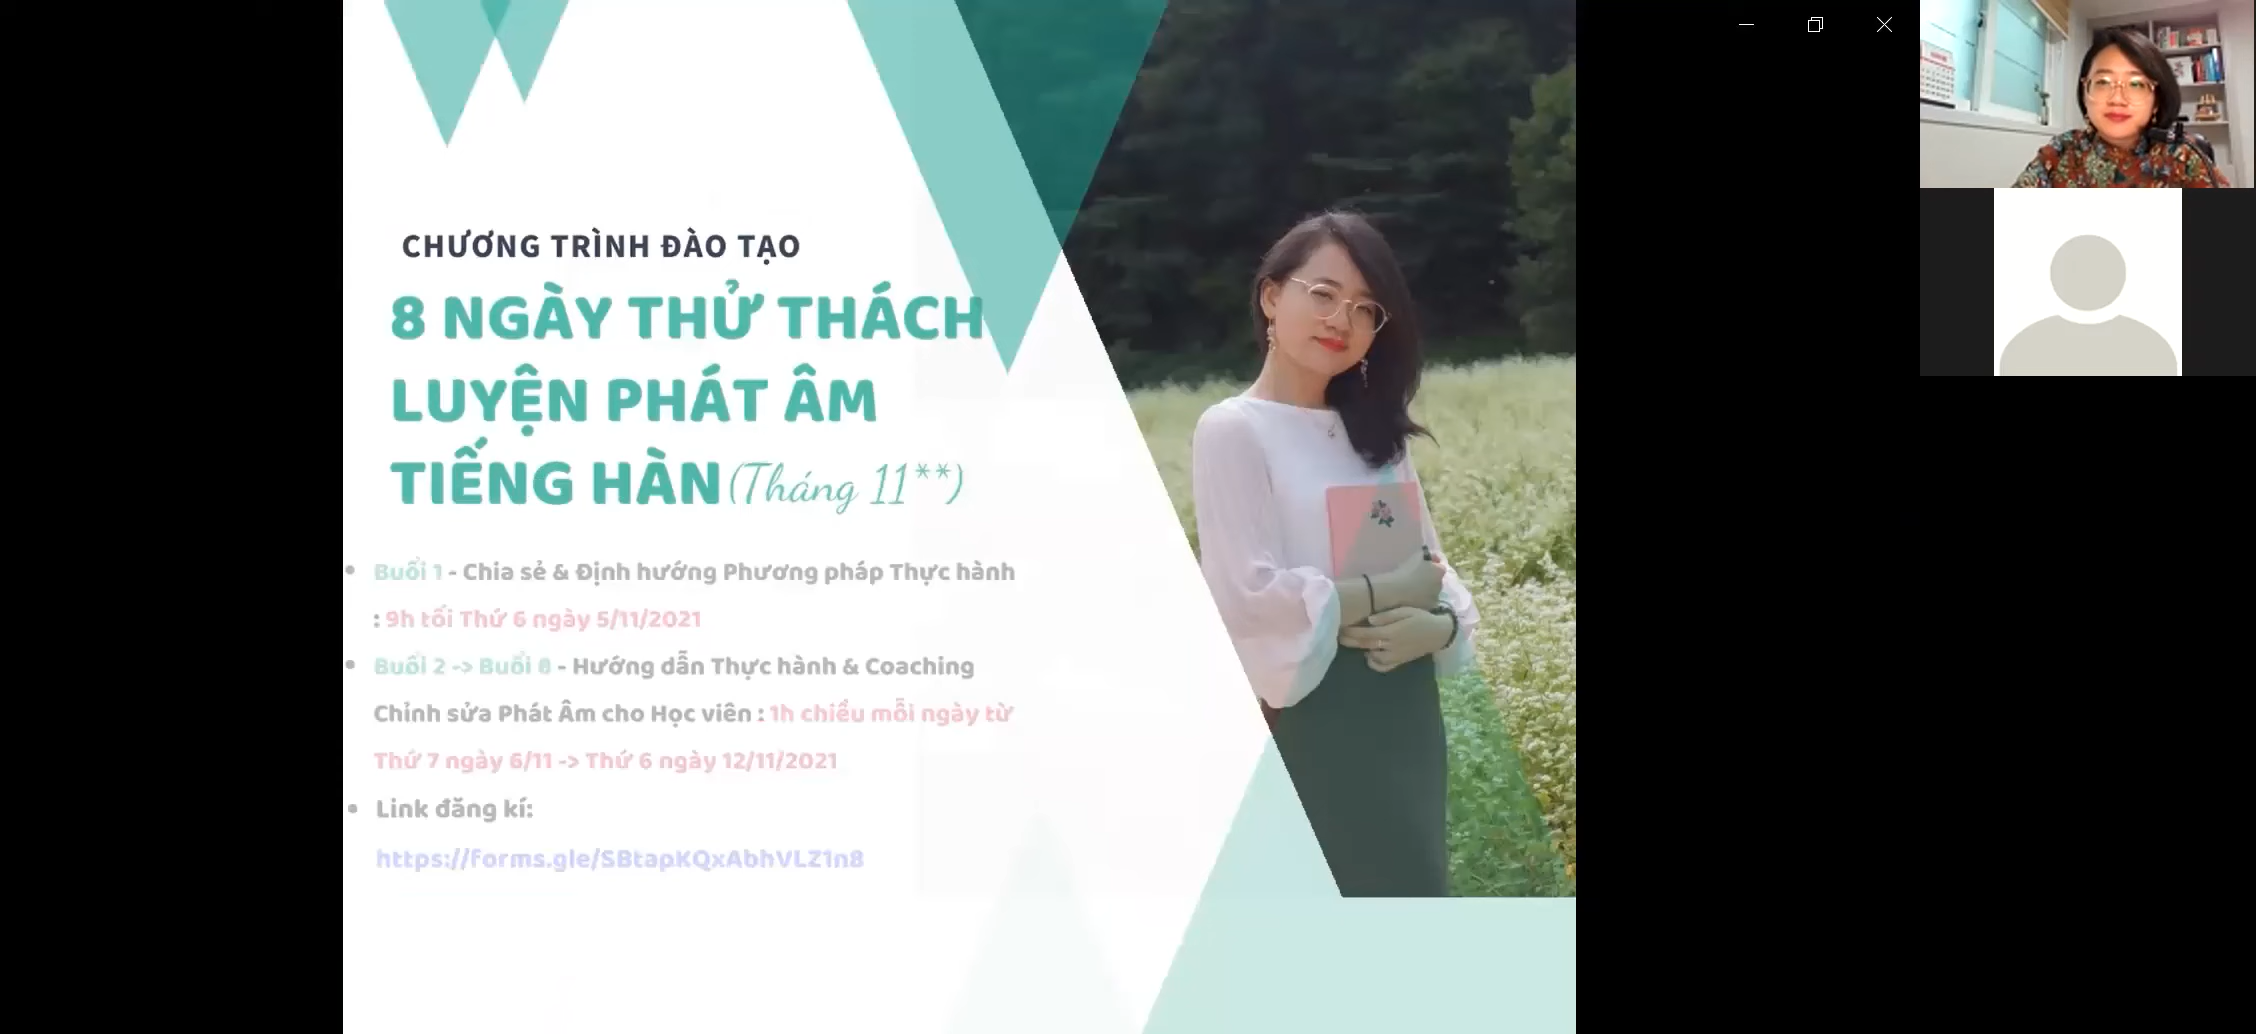 CHƯƠNG TRÌNH ĐÀO TẠO
8 NGÀY THỬ THÁCH
LUYỆN PHÁT ÂM
TIẾNG HÀN (Tháng 11**)
• Buổi 1 - Chia sẻ & Định hướng Phương pháp Thực hành
: 9h tối Thứ 6 ngày 5/11/2021
• Buổi 2 -> Buổi 8 - Hướng dẫn Thực hành & Coaching
Chỉnh sửa Phát Âm cho Học viên : 1h chiều mỗi ngày từ
Thứ 7 ngày 6/11 -> Thứ 6 ngày 12/11/2021
• Link đăng kí:
https://forms.gle/SBtapKQxAbhVLZ1n8